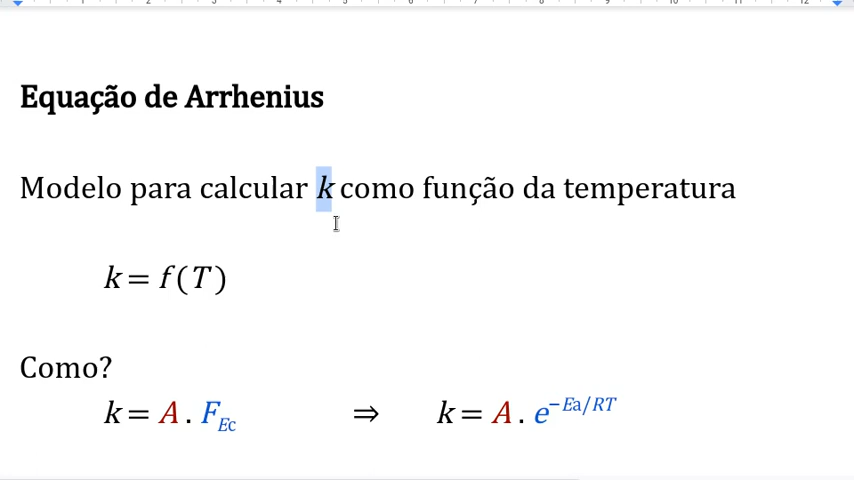 Equação de Arrhenius
Modelo para calcular k como função da temperatura
k = f(T)
Como?
k = A . F_Ec ⇒ k = A . e^–Ea/RT